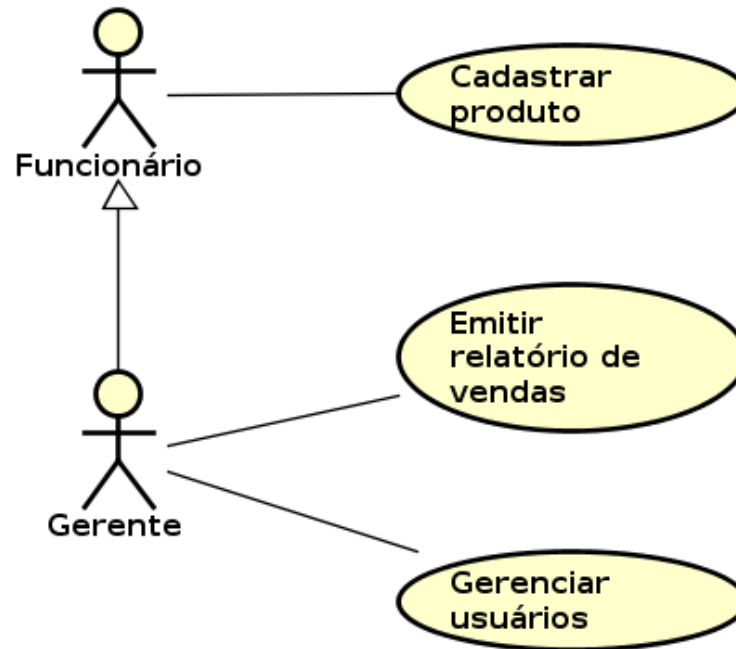 Cadastrar
produto
Funcionário
Emitir
relatório de
vendas
Gerente
Gerenciar
usuários